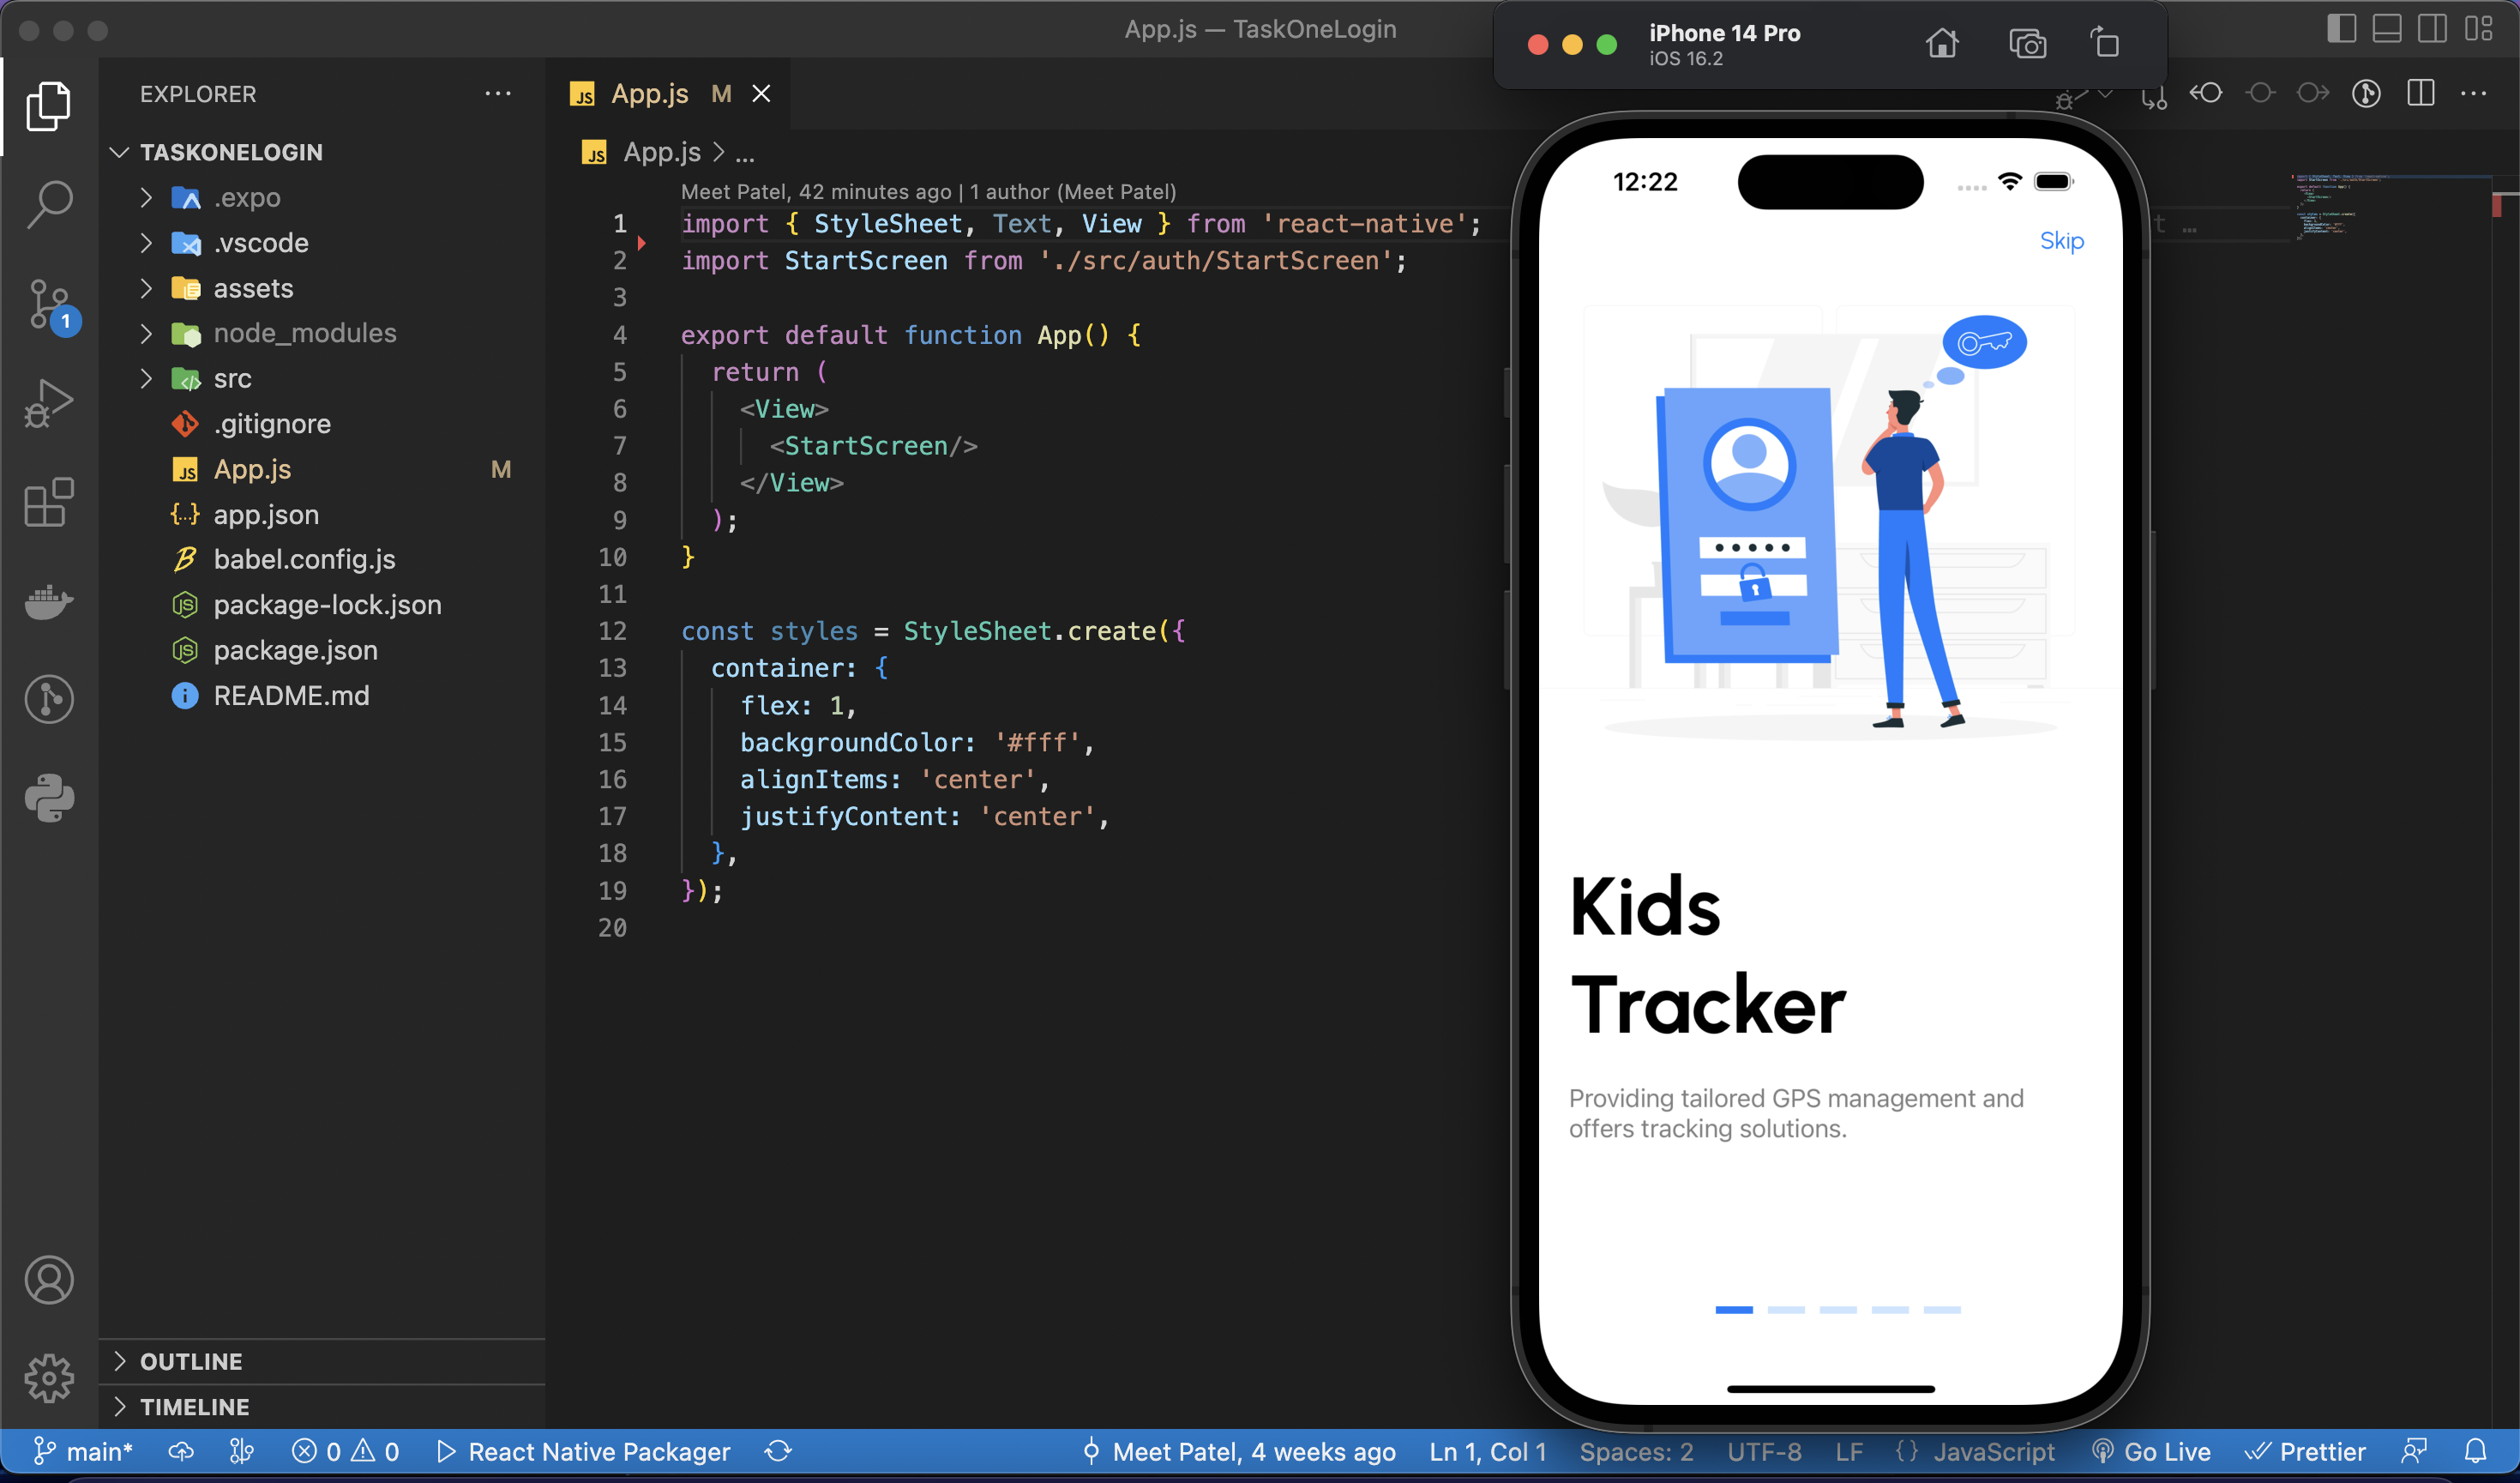 App.js — TaskOneLogin
EXPLORER
TASKONELOGIN
.expo
.vscode
assets
node_modules
src
.gitignore
App.js M
app.json
babel.config.js
package-lock.json
package.json
README.md
OUTLINE
TIMELINE
1
JS App.js M
JS App.js > ...
Meet Patel, 42 minutes ago | 1 author (Meet Patel)
1 import { StyleSheet, Text, View } from 'react-native';
2 import StartScreen from './src/auth/StartScreen';
3
4 export default function App() {
5 return (
6 <View>
7 <StartScreen/>
8 </View>
9 );
10 }
11
12 const styles = StyleSheet.create({
13 container: {
14 flex: 1,
15 backgroundColor: '#fff',
16 alignItems: 'center',
17 justifyContent: 'center',
18 },
19 });
20
iPhone 14 Pro
iOS 16.2
12:22
Skip
Kids
Tracker
Providing tailored GPS management and
offers tracking solutions.
main* 0 0 React Native Packager Meet Patel, 4 weeks ago Ln 1, Col 1 Spaces: 2 UTF-8 LF {} JavaScript Go Live Prettier